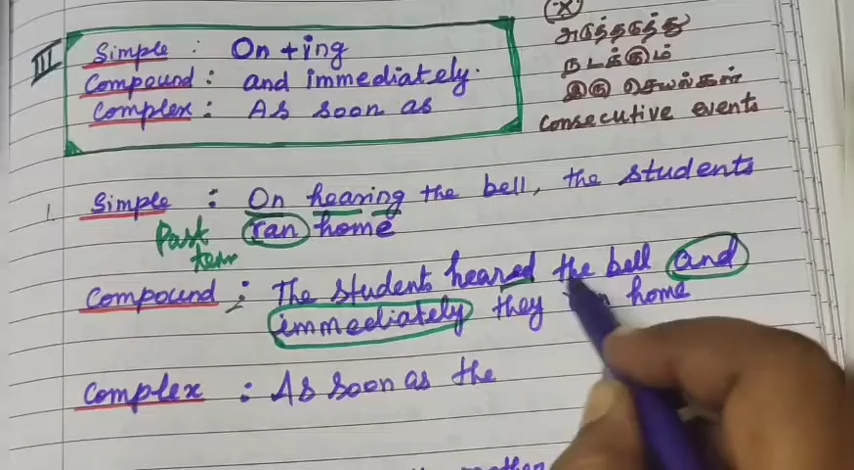 (x)
அடுத்தடுத்து
நடக்கும்
இரு செயல்கள்
consecutive events
III
Simple : On + ing
Compound : and immediately.
Complex : As soon as
1. Simple : On hearing the bell, the students
Past ran home
tense
Compound : The student heared the bell and
immediately they home
Complex : As soon as the